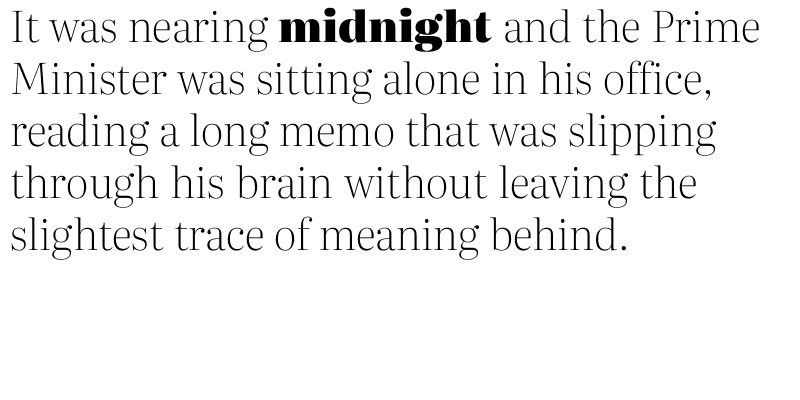 It was nearing midnight and the Prime
Minister was sitting alone in his office,
reading a long memo that was slipping
through his brain without leaving the
slightest trace of meaning behind.